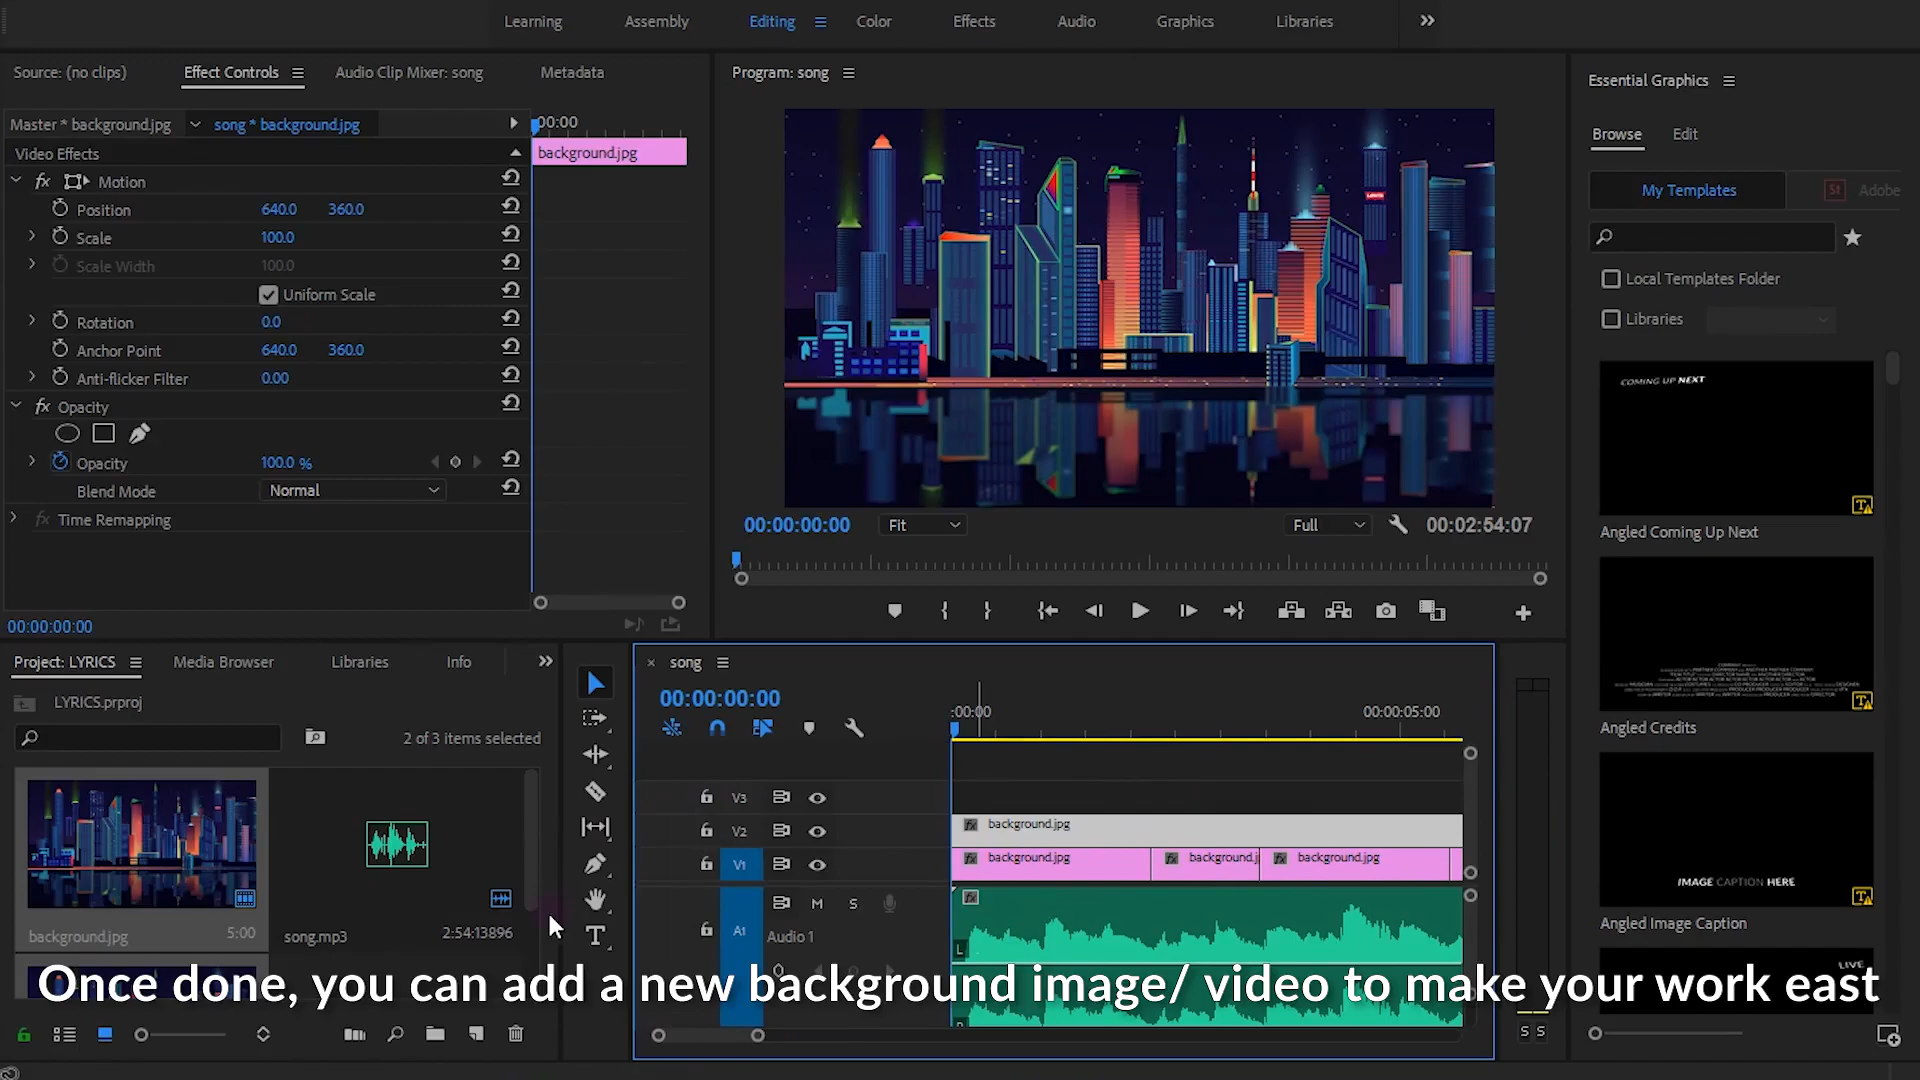 Learning Assembly Editing Color Effects Audio Graphics Libraries
Source: (no clips) Effect Controls Audio Clip Mixer: song Metadata
Master * background.jpg song * background.jpg
Video Effects
Motion
Position 640.0 360.0
Scale 100.0
Scale Width 100.0
Uniform Scale
Rotation 0.0
Anchor Point 640.0 360.0
Anti-flicker Filter 0.00
Opacity
Opacity 100.0 %
Blend Mode Normal
Time Remapping
:00:00
background.jpg
00:00:00:00
Program: song
00:00:00:00 Fit Full 00:02:54:07
Essential Graphics
Browse Edit
My Templates St Adobe
Local Templates Folder
Libraries
COMING UP NEXT
Angled Coming Up Next
Angled Credits
IMAGE CAPTION HERE
Angled Image Caption
LIVE
Project: LYRICS Media Browser Libraries Info
LYRICS.prproj
2 of 3 items selected
background.jpg 5:00
song.mp3 2:54:13896
song
00:00:00:00
:00:00 00:00:05:00
V3
V2 background.jpg
V1 background.jpg background.j background.jpg
M S
A1 Audio 1
L
R
S S
Once done, you can add a new background image/ video to make your work east